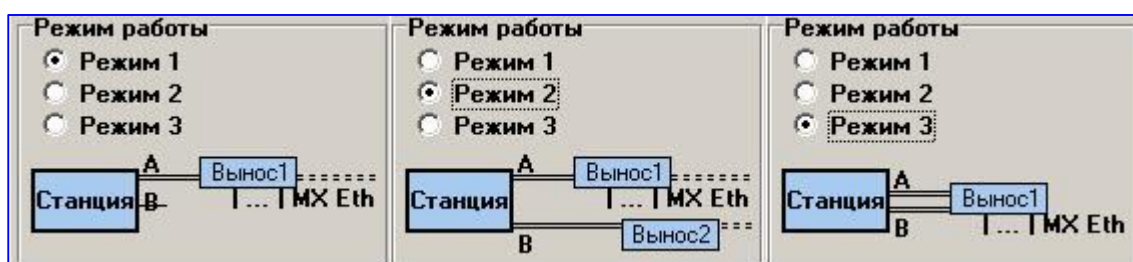 Режим работы
Режим 1
Режим 2
Режим 3
Станция
A
B
Вынос1
... MX Eth
Режим работы
Режим 1
Режим 2
Режим 3
Станция
A
B
Вынос1
... MX Eth
Вынос2
Режим работы
Режим 1
Режим 2
Режим 3
Станция
A
B
Вынос1
... MX Eth